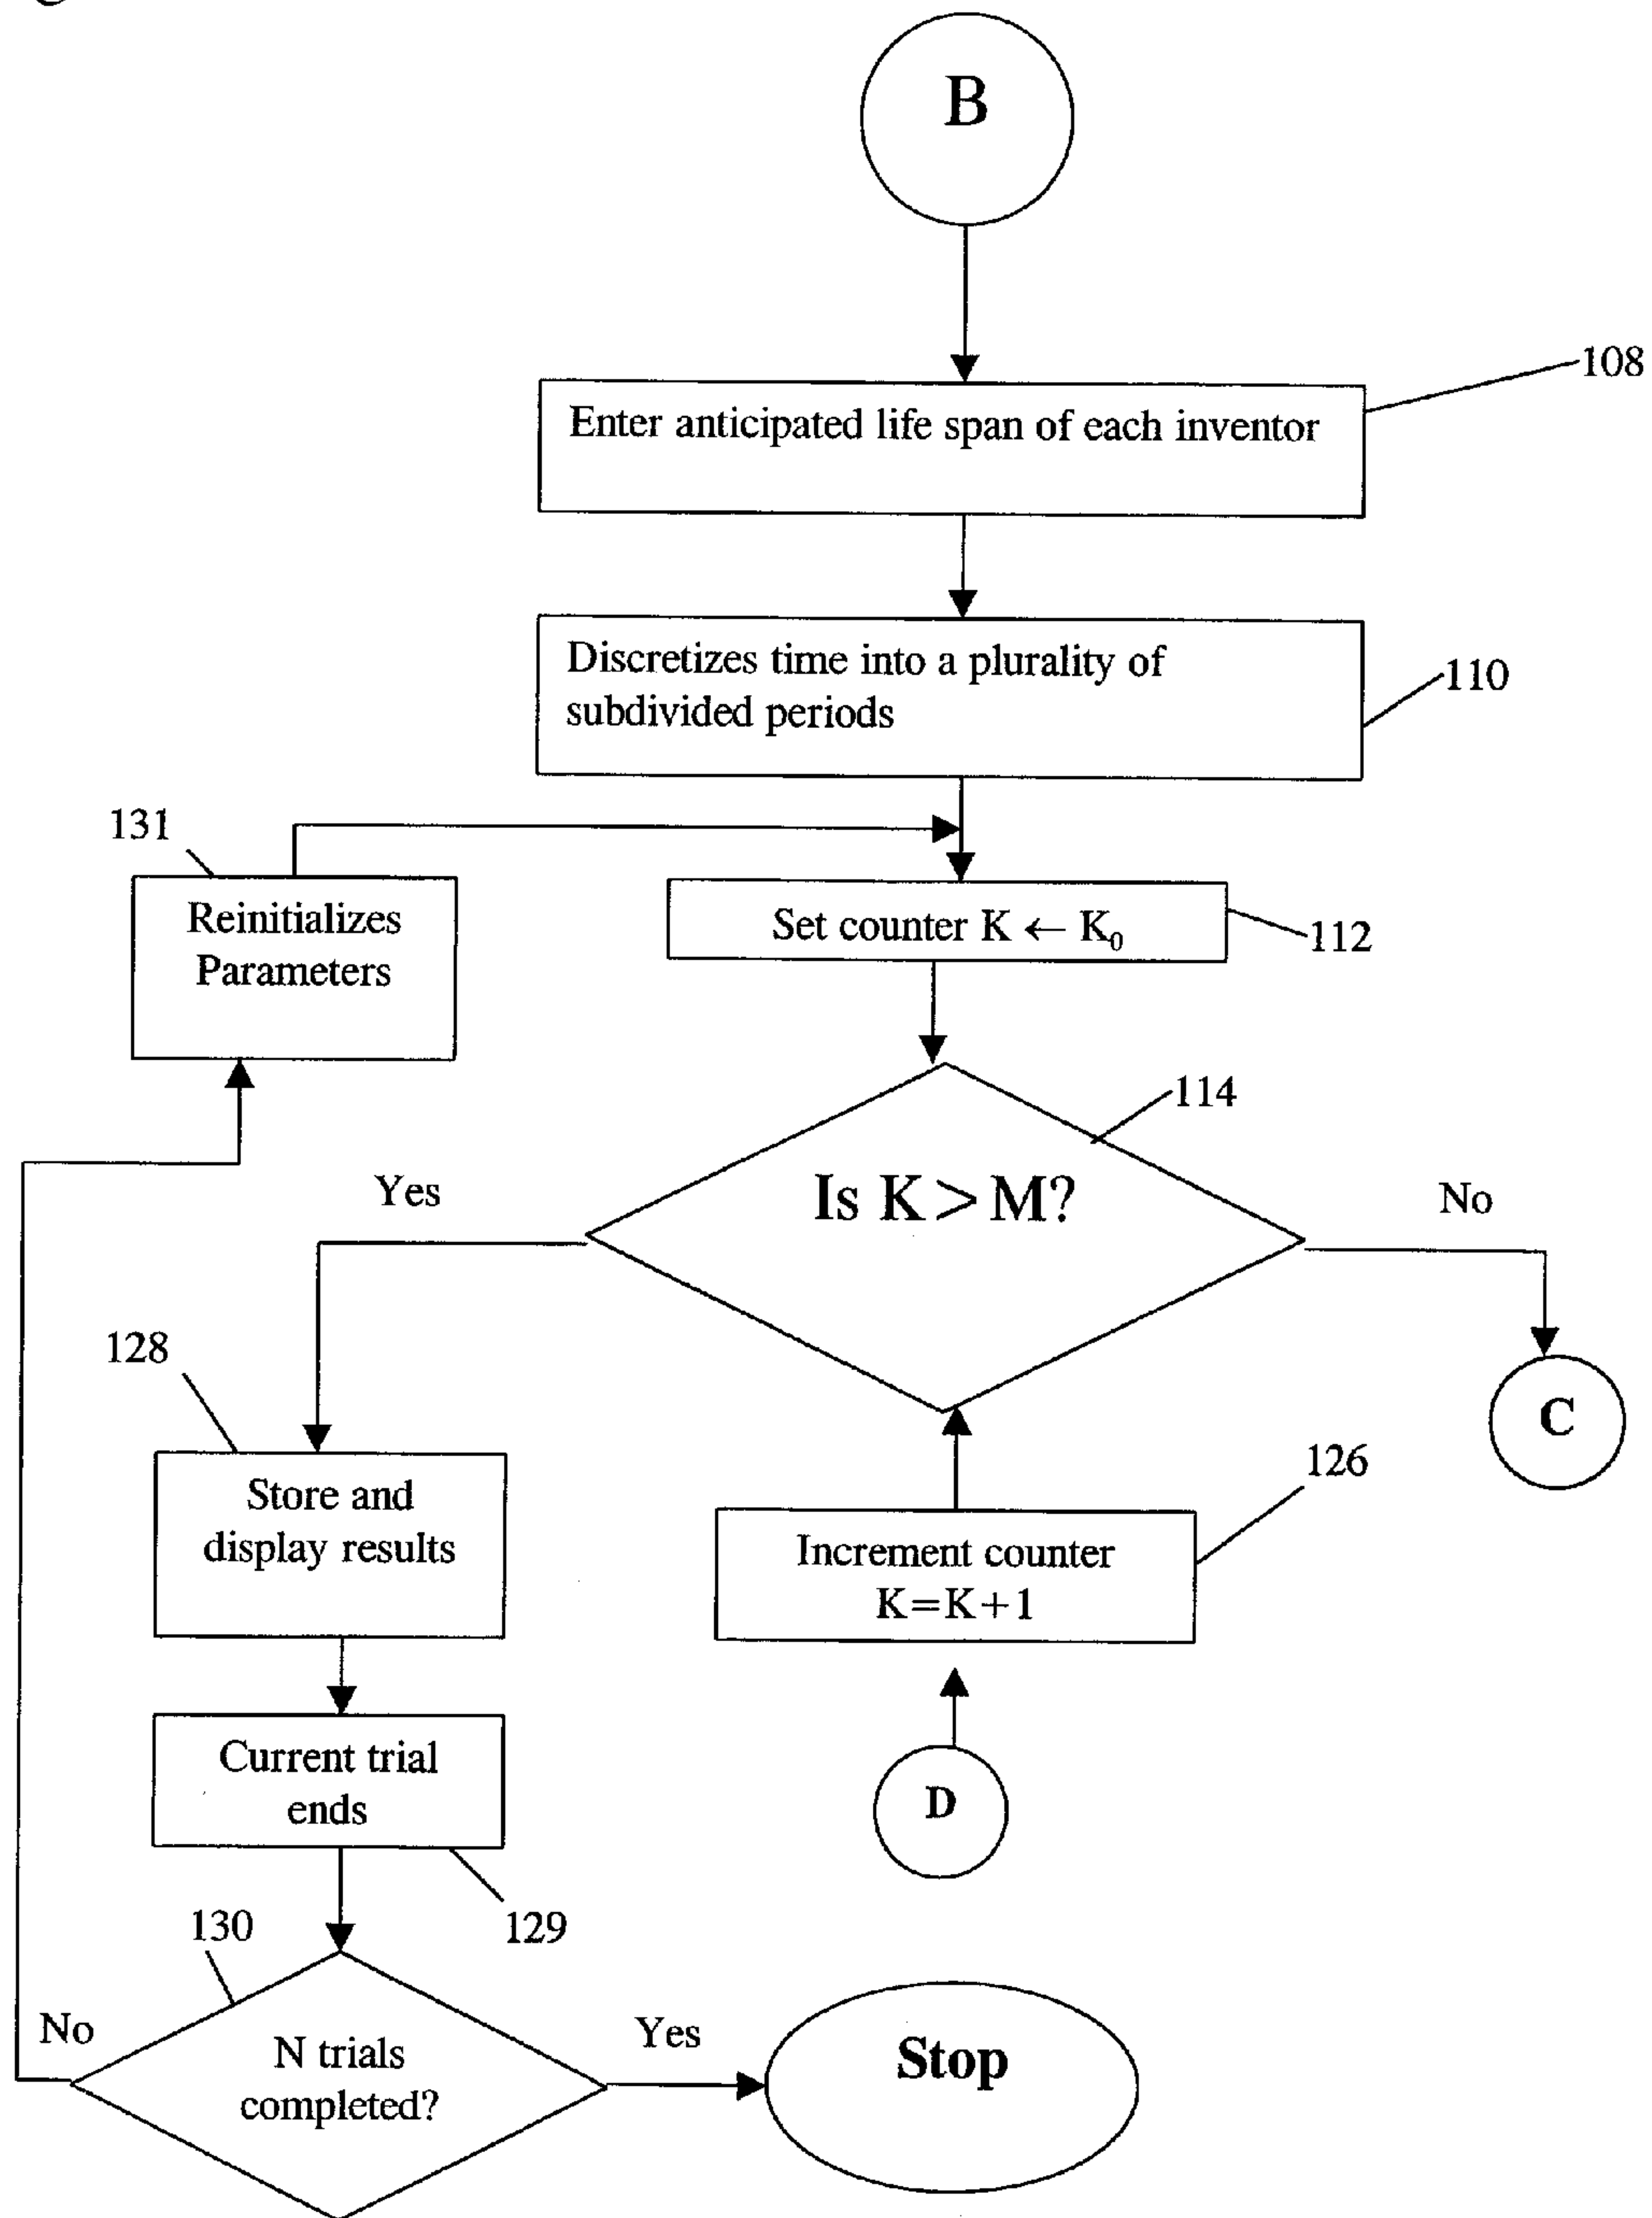 B
108
Enter anticipated life span of each inventor
Discretizes time into a plurality of
subdivided periods
110
131
Reinitializes
Parameters
Set counter K ← K₀
112
114
Is K > M?
Yes
No
128
C
126
Store and
display results
Increment counter
K=K+1
Current trial
ends
D
129
130
No
N trials
completed?
Yes
Stop